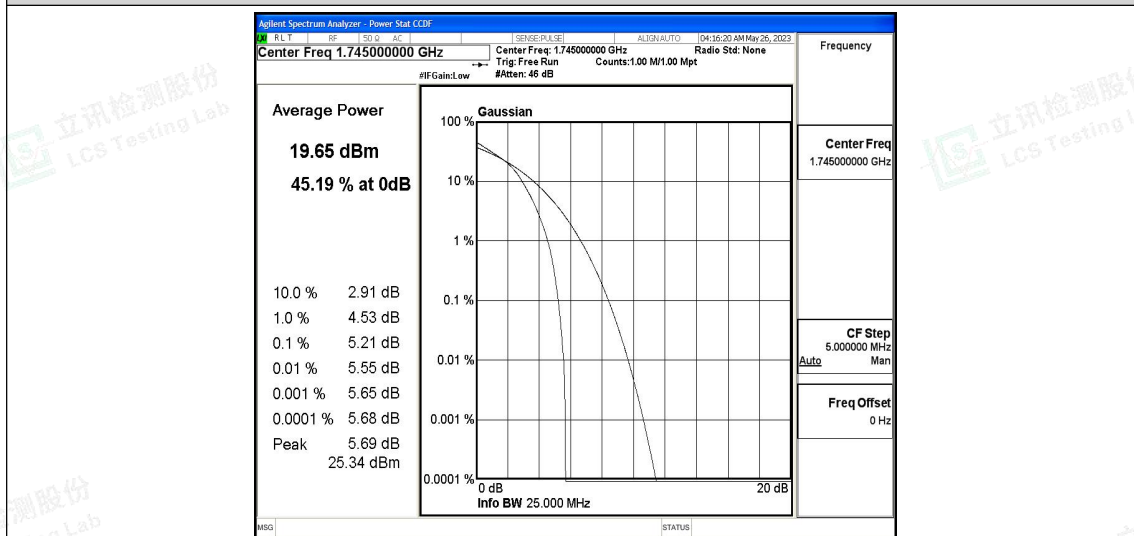 Agilent Spectrum Analyzer - Power Stat CCDF
LXI RLT RF 50 Ω AC SENSE:PULSE ALIGN AUTO 04:16:20 AM May 26, 2023
Center Freq 1.745000000 GHz
Center Freq: 1.745000000 GHz Radio Std: None
Trig: Free Run Counts:1.00 M/1.00 Mpt
#IFGain:Low #Atten: 46 dB
Frequency
Average Power
19.65 dBm
45.19 % at 0dB
10.0 % 2.91 dB
1.0 % 4.53 dB
0.1 % 5.21 dB
0.01 % 5.55 dB
0.001 % 5.65 dB
0.0001 % 5.68 dB
Peak 5.69 dB
25.34 dBm
Gaussian
100 %
10 %
1 %
0.1 %
0.01 %
0.001 %
0.0001 %
0 dB 20 dB
Info BW 25.000 MHz
Center Freq
1.745000000 GHz
CF Step
5.000000 MHz
Auto Man
Freq Offset
0 Hz
MSG STATUS
立讯检测股份
LCS Testing Lab
立讯检测股份
LCS Testing L
测股份
ng Lab